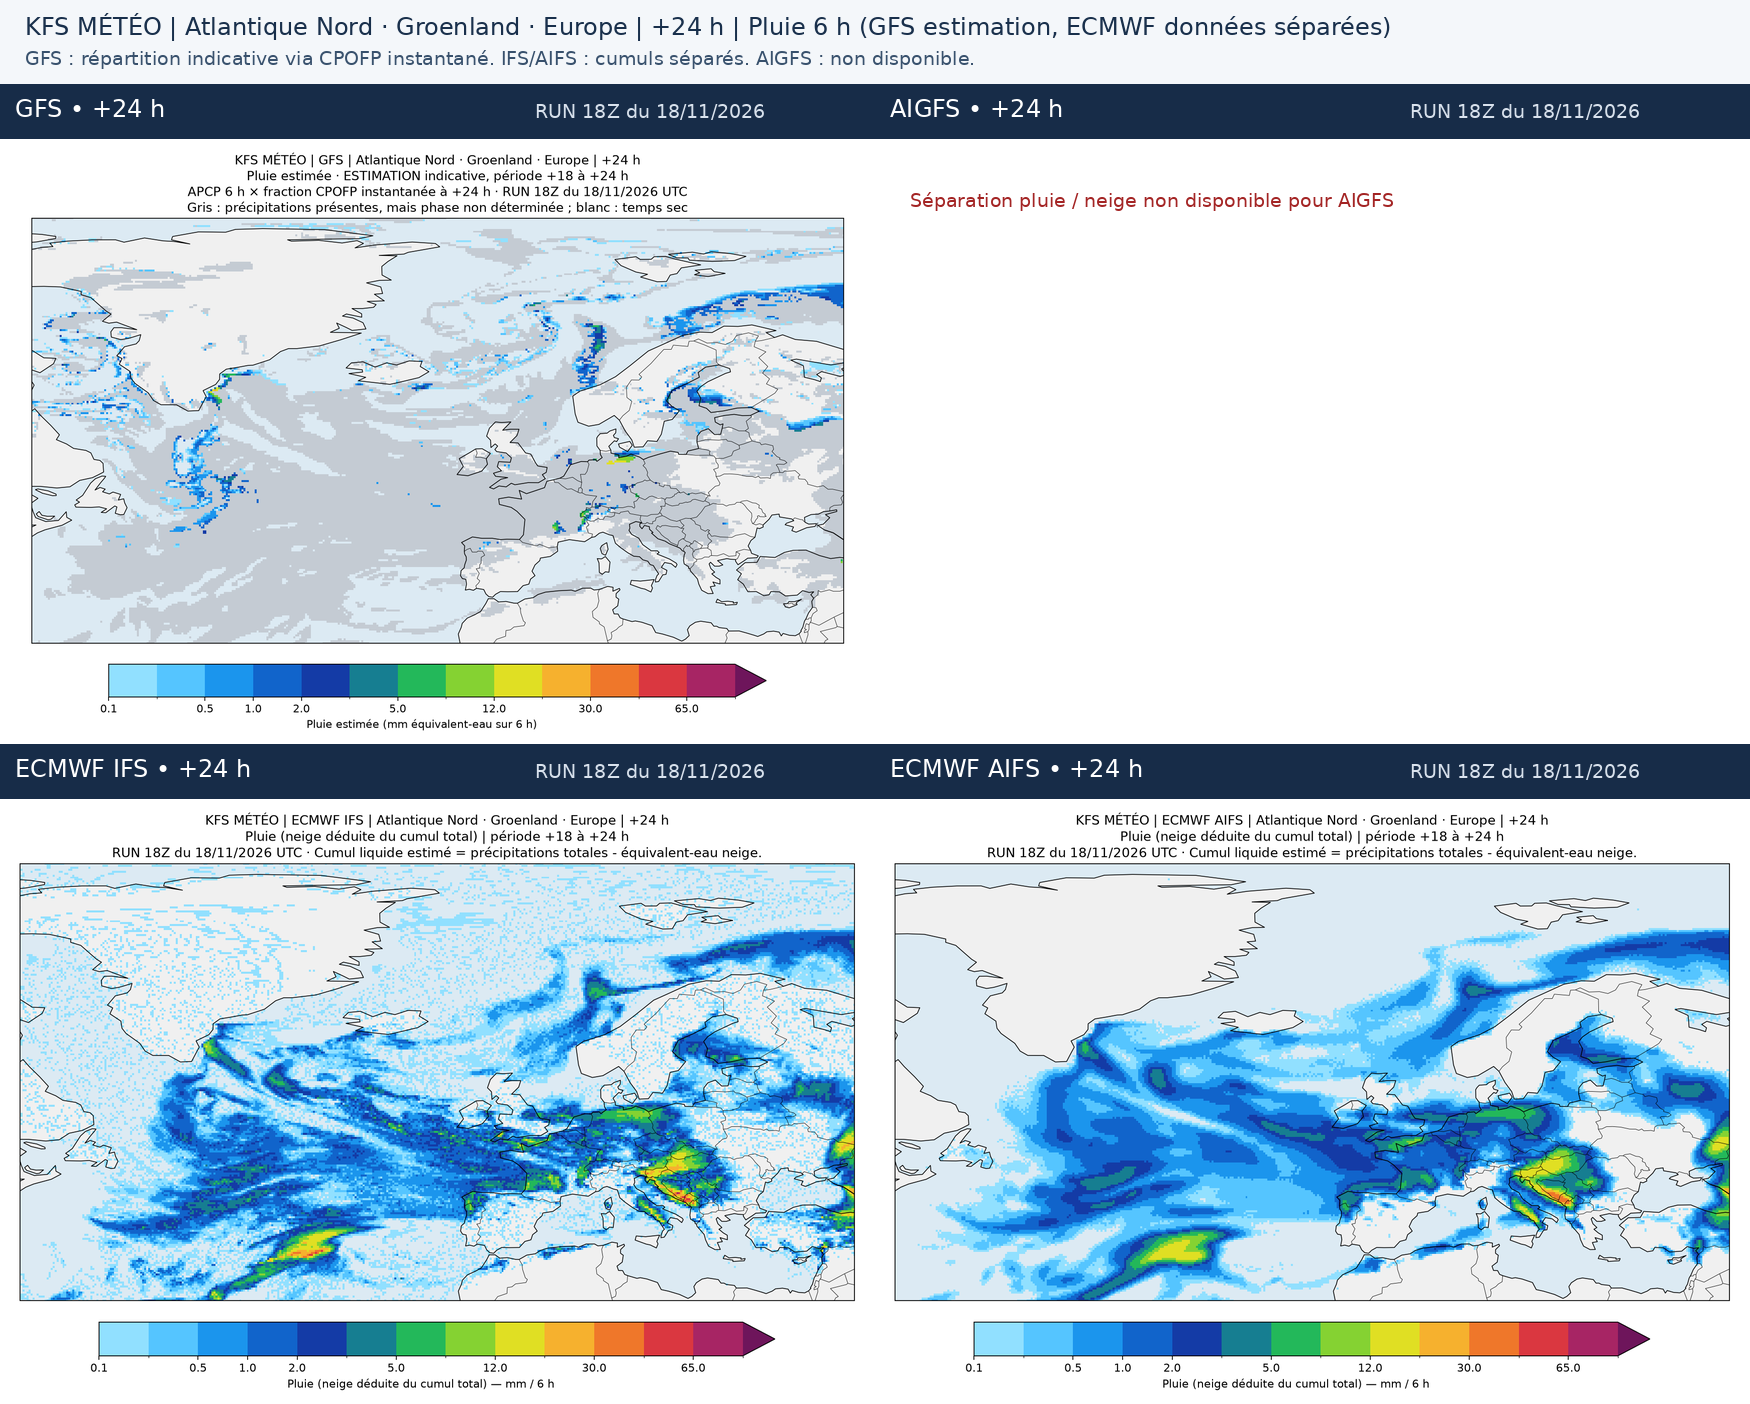 KFS MÉTÉO | Atlantique Nord · Groenland · Europe | +24 h | Pluie 6 h (GFS estimation, ECMWF données séparées)
GFS : répartition indicative via CPOFP instantané. IFS/AIFS : cumuls séparés. AIGFS : non disponible.
GFS • +24 h
RUN 18Z du 18/11/2026
AIGFS • +24 h
RUN 18Z du 18/11/2026
KFS MÉTÉO | GFS | Atlantique Nord · Groenland · Europe | +24 h
Pluie estimée · ESTIMATION indicative, période +18 à +24 h
APCP 6 h × fraction CPOFP instantanée à +24 h · RUN 18Z du 18/11/2026 UTC
Gris : précipitations présentes, mais phase non déterminée ; blanc : temps sec
Séparation pluie / neige non disponible pour AIGFS
0.1 0.5 1.0 2.0 5.0 12.0 30.0 65.0
Pluie estimée (mm équivalent-eau sur 6 h)
ECMWF IFS • +24 h
RUN 18Z du 18/11/2026
ECMWF AIFS • +24 h
RUN 18Z du 18/11/2026
KFS MÉTÉO | ECMWF IFS | Atlantique Nord · Groenland · Europe | +24 h
Pluie (neige déduite du cumul total) | période +18 à +24 h
RUN 18Z du 18/11/2026 UTC · Cumul liquide estimé = précipitations totales - équivalent-eau neige.
0.1 0.5 1.0 2.0 5.0 12.0 30.0 65.0
Pluie (neige déduite du cumul total) — mm / 6 h
KFS MÉTÉO | ECMWF AIFS | Atlantique Nord · Groenland · Europe | +24 h
Pluie (neige déduite du cumul total) | période +18 à +24 h
RUN 18Z du 18/11/2026 UTC · Cumul liquide estimé = précipitations totales - équivalent-eau neige.
0.1 0.5 1.0 2.0 5.0 12.0 30.0 65.0
Pluie (neige déduite du cumul total) — mm / 6 h